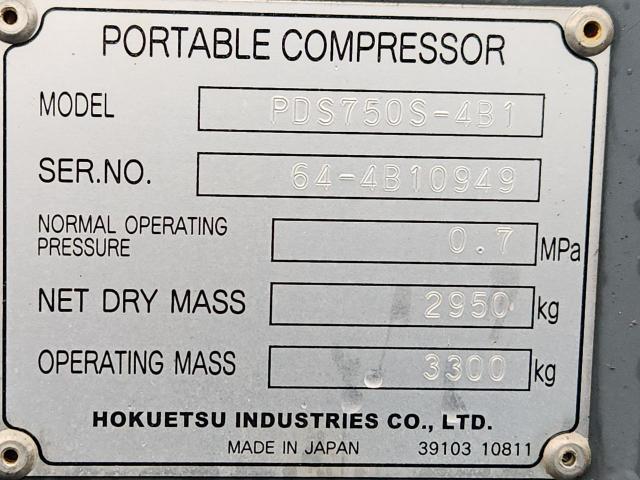 PORTABLE COMPRESSOR
MODEL PDS750S-4B1
SER.NO. 64-4B10949
NORMAL OPERATING
PRESSURE 0.7 MPa
NET DRY MASS 2950 kg
OPERATING MASS 3300 kg
HOKUETSU INDUSTRIES CO., LTD.
MADE IN JAPAN 39103 10811